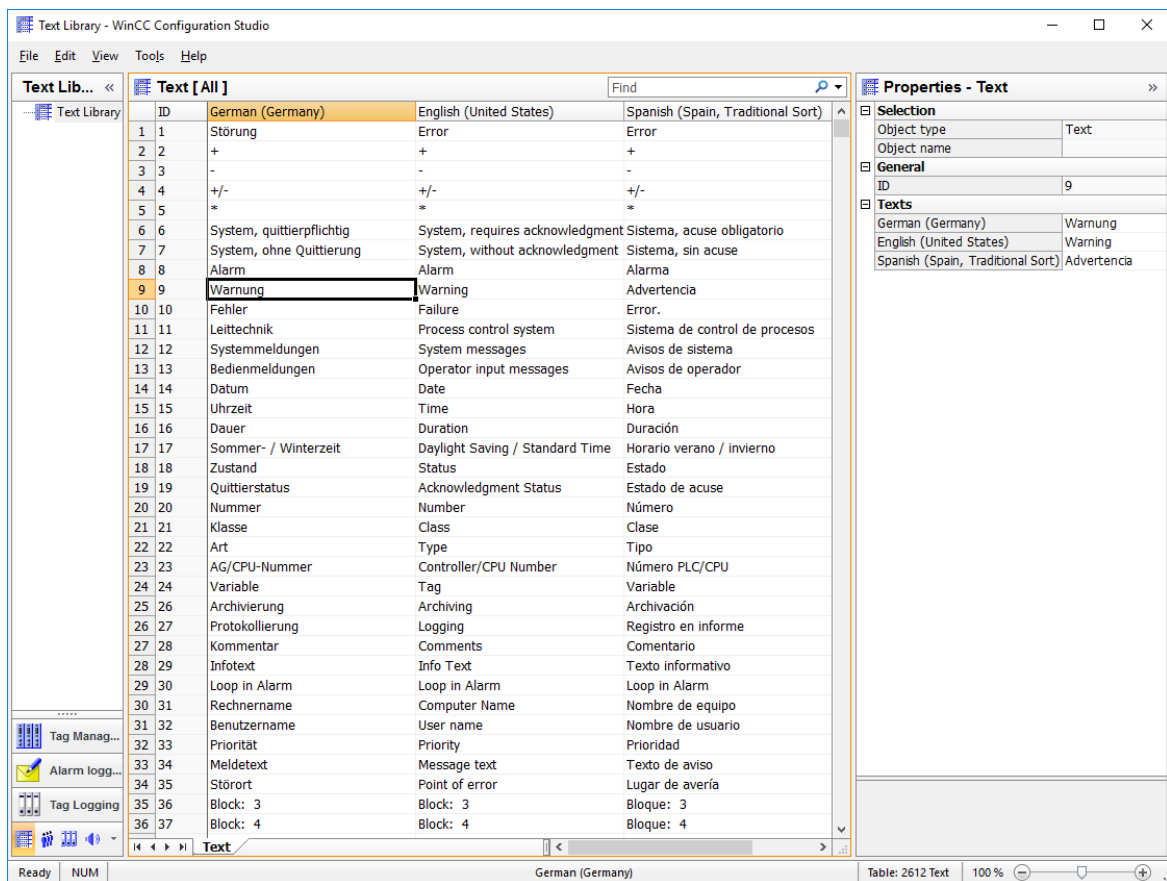 Text Library - WinCC Configuration Studio
File Edit View Tools Help
Text Lib... «
Text Library
Text [ All ]
Find
ID German (Germany) English (United States) Spanish (Spain, Traditional Sort)
1 1 Störung Error Error
2 2 + + +
3 3 - - -
4 4 +/- +/- +/-
5 5 * * *
6 6 System, quittierpflichtig System, requires acknowledgment Sistema, acuse obligatorio
7 7 System, ohne Quittierung System, without acknowledgment Sistema, sin acuse
8 8 Alarm Alarm Alarma
9 9 Warnung Warning Advertencia
10 10 Fehler Failure Error.
11 11 Leittechnik Process control system Sistema de control de procesos
12 12 Systemmeldungen System messages Avisos de sistema
13 13 Bedienmeldungen Operator input messages Avisos de operador
14 14 Datum Date Fecha
15 15 Uhrzeit Time Hora
16 16 Dauer Duration Duración
17 17 Sommer- / Winterzeit Daylight Saving / Standard Time Horario verano / invierno
18 18 Zustand Status Estado
19 19 Quittierstatus Acknowledgment Status Estado de acuse
20 20 Nummer Number Número
21 21 Klasse Class Clase
22 22 Art Type Tipo
23 23 AG/CPU-Nummer Controller/CPU Number Número PLC/CPU
24 24 Variable Tag Variable
25 26 Archivierung Archiving Archivación
26 27 Protokollierung Logging Registro en informe
27 28 Kommentar Comments Comentario
28 29 Infotext Info Text Texto informativo
29 30 Loop in Alarm Loop in Alarm Loop in Alarm
30 31 Rechnername Computer Name Nombre de equipo
31 32 Benutzername User name Nombre de usuario
32 33 Priorität Priority Prioridad
33 34 Meldetext Message text Texto de aviso
34 35 Störort Point of error Lugar de avería
35 36 Block: 3 Block: 3 Bloque: 3
36 37 Block: 4 Block: 4 Bloque: 4
Text
Properties - Text »
Selection
Object type Text
Object name
General
ID 9
Texts
German (Germany) Warnung
English (United States) Warning
Spanish (Spain, Traditional Sort) Advertencia
Tag Manag...
Alarm logg...
Tag Logging
Ready NUM German (Germany) Table: 2612 Text 100 %